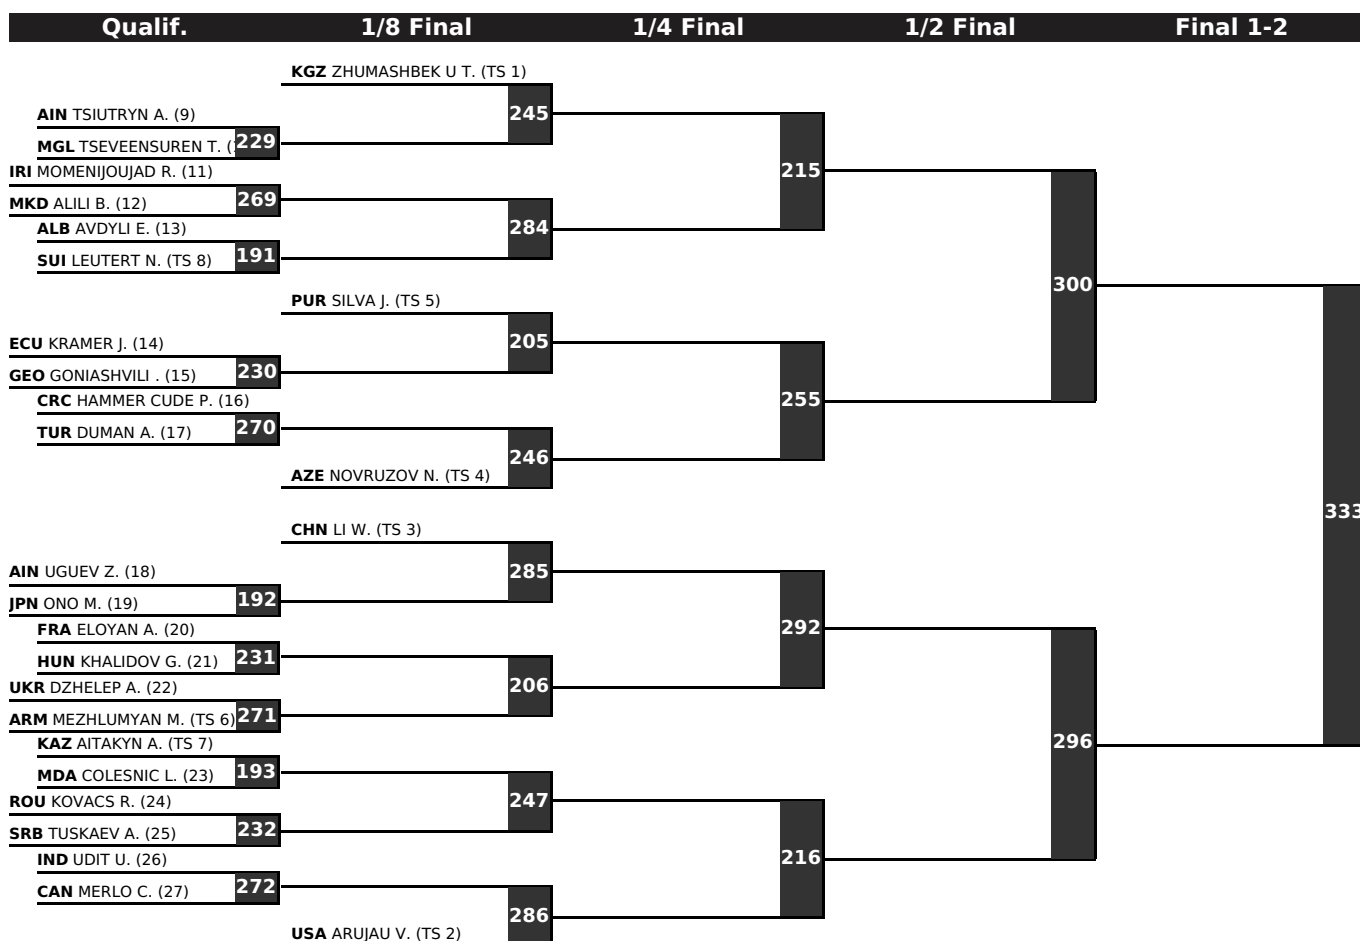 Qualif. 1/8 Final 1/4 Final 1/2 Final Final 1-2
KGZ ZHUMASHBEK U T. (TS 1)
245
AIN TSIUTRYN A. (9)
229
MGL TSEVEENSUREN T.
215
IRI MOMENIJOUJAD R. (11)
269
MKD ALILI B. (12)
284
ALB AVDYLI E. (13)
191
SUI LEUTERT N. (TS 8)
300
PUR SILVA J. (TS 5)
205
ECU KRAMER J. (14)
230
GEO GONIASHVILI . (15)
255
CRC HAMMER CUDE P. (16)
270
TUR DUMAN A. (17)
246
AZE NOVRUZOV N. (TS 4)
333
CHN LI W. (TS 3)
285
AIN UGUEV Z. (18)
192
JPN ONO M. (19)
292
FRA ELOYAN A. (20)
231
HUN KHALIDOV G. (21)
206
UKR DZHELEP A. (22)
271
ARM MEZHLUMYAN M. (TS 6)
296
KAZ AITAKYN A. (TS 7)
193
MDA COLESNIC L. (23)
247
ROU KOVACS R. (24)
232
SRB TUSKAEV A. (25)
216
IND UDIT U. (26)
272
CAN MERLO C. (27)
286
USA ARUJAU V. (TS 2)